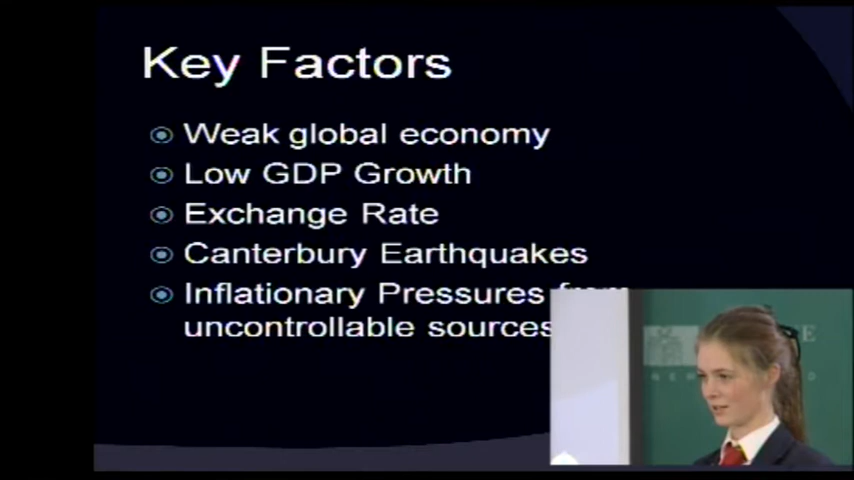 Key Factors
Weak global economy
Low GDP Growth
Exchange Rate
Canterbury Earthquakes
Inflationary Pressures from
uncontrollable sources